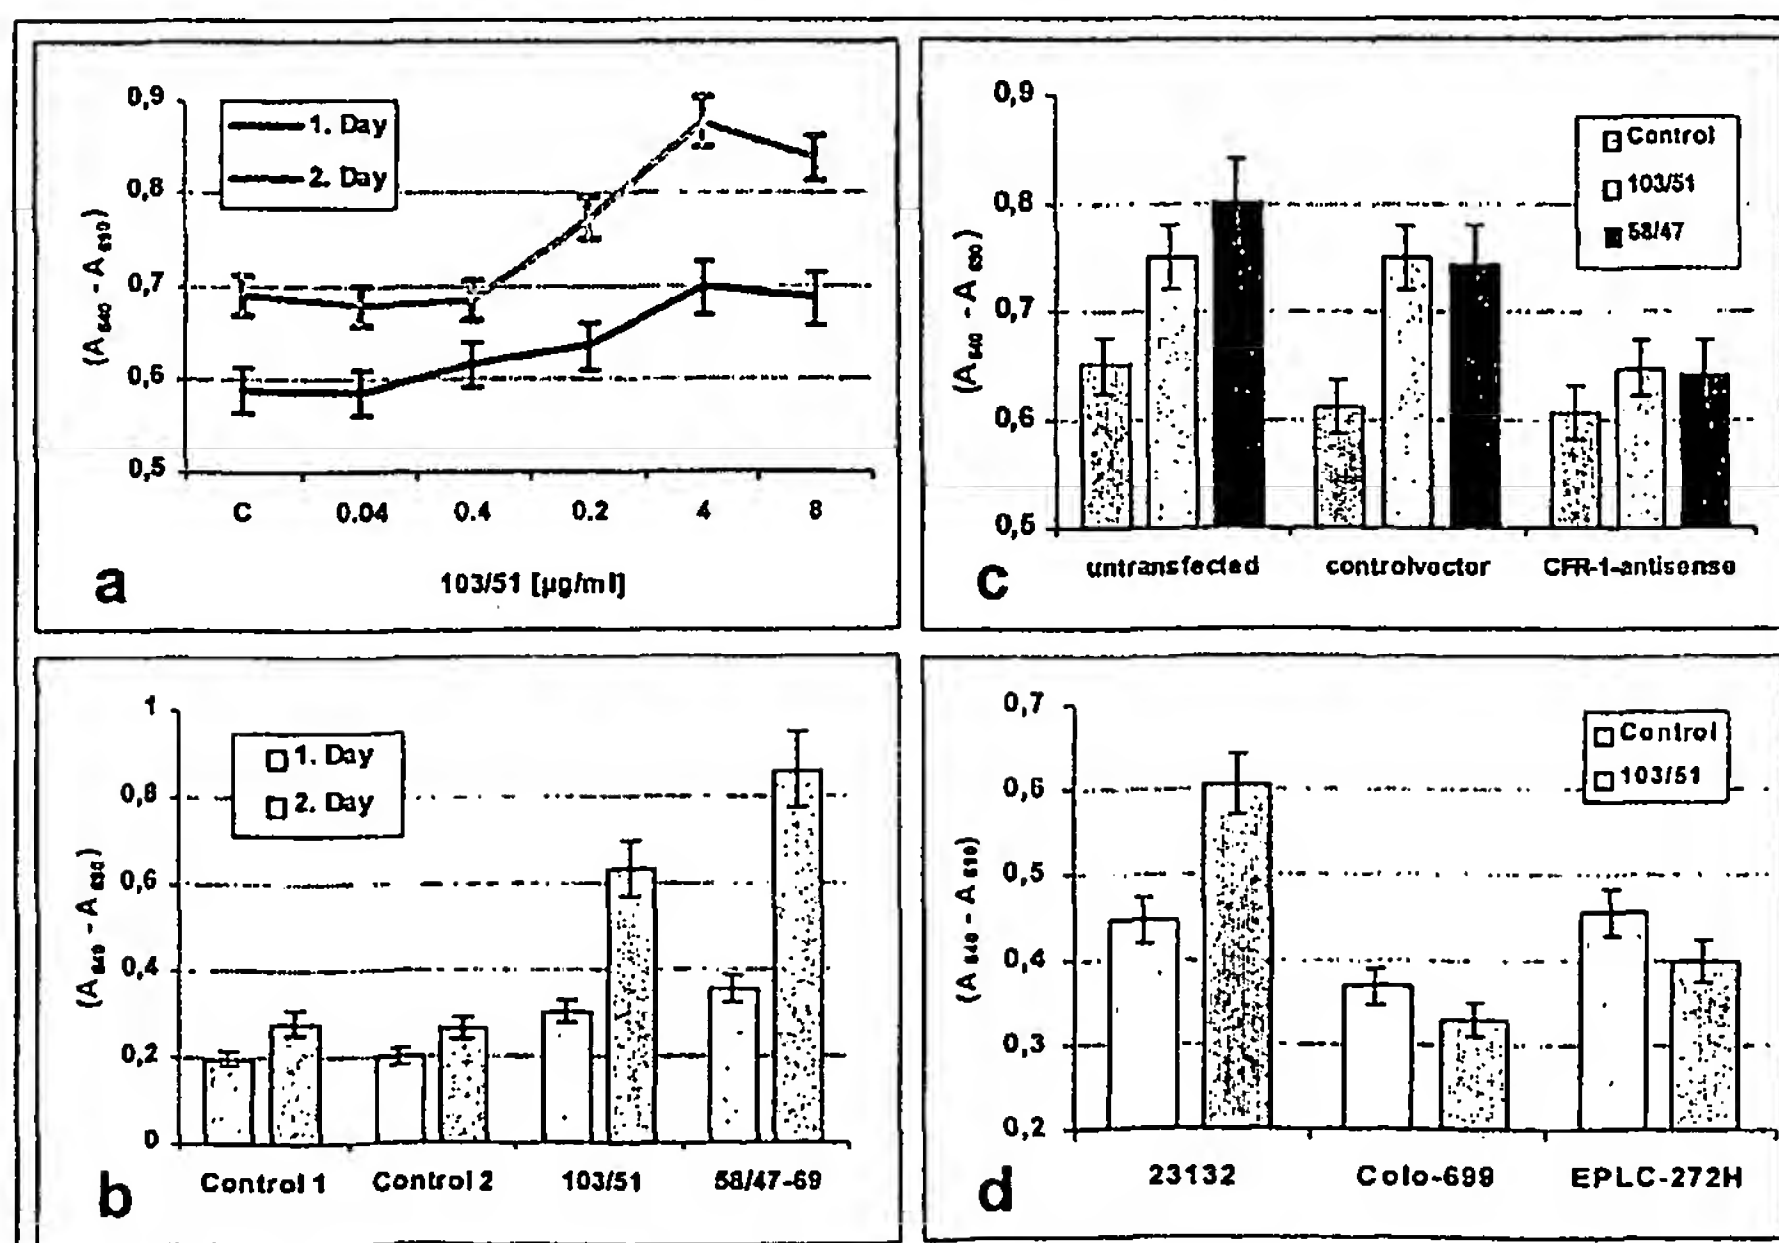 0,9
0,8
0,7
0,6
0,5
1. Day
2. Day
C 0.04 0.4 0.2 4 8
a
103/51 [µg/ml]
0,9
0,8
0,7
0,6
0,5
Control
103/51
58/47
untransfected controlvector CFR-1-antisense
c
1
0,8
0,6
0,4
0,2
0
1. Day
2. Day
Control 1 Control 2 103/51 58/47-69
b
0,7
0,6
0,5
0,4
0,3
0,2
Control
103/51
23132 Colo-699 EPLC-272H
d